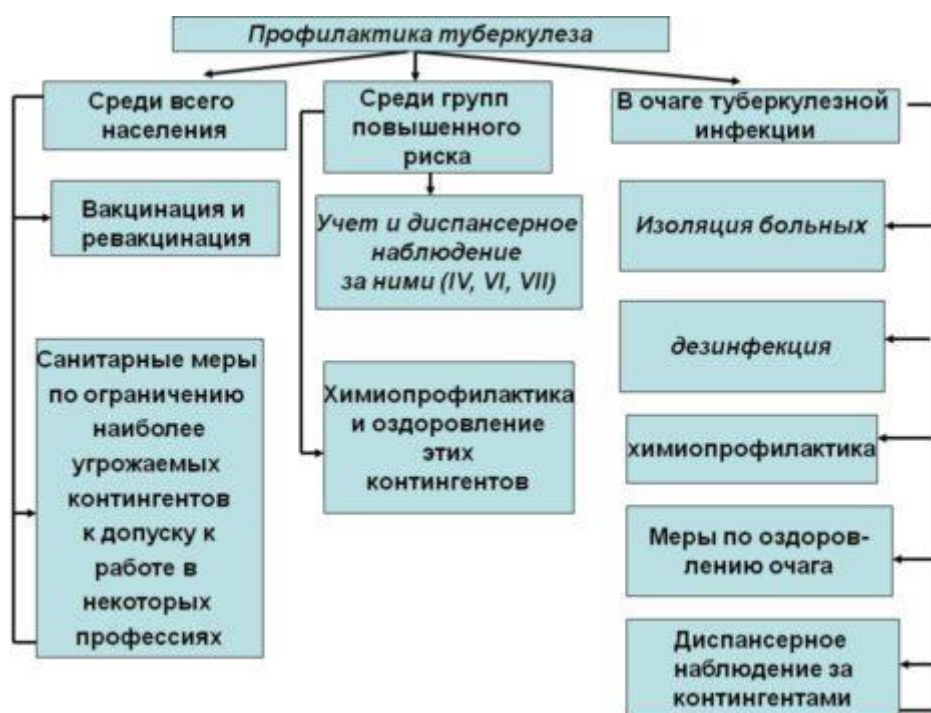 Профилактика туберкулеза
Среди всего
населения
Вакцинация и
ревакцинация
Санитарные меры
по ограничению
наиболее
угрожаемых
контингентов
к допуску к
работе в
некоторых
профессиях
Среди групп
повышенного
риска
Учет и диспансерное
наблюдение
за ними (IV, VI, VII)
Химиопрофилактика
и оздоровление
этих
контингентов
В очаге туберкулезной
инфекции
Изоляция больных
дезинфекция
химиопрофилактика
Меры по оздоров-
лению очага
Диспансерное
наблюдение за
контингентами